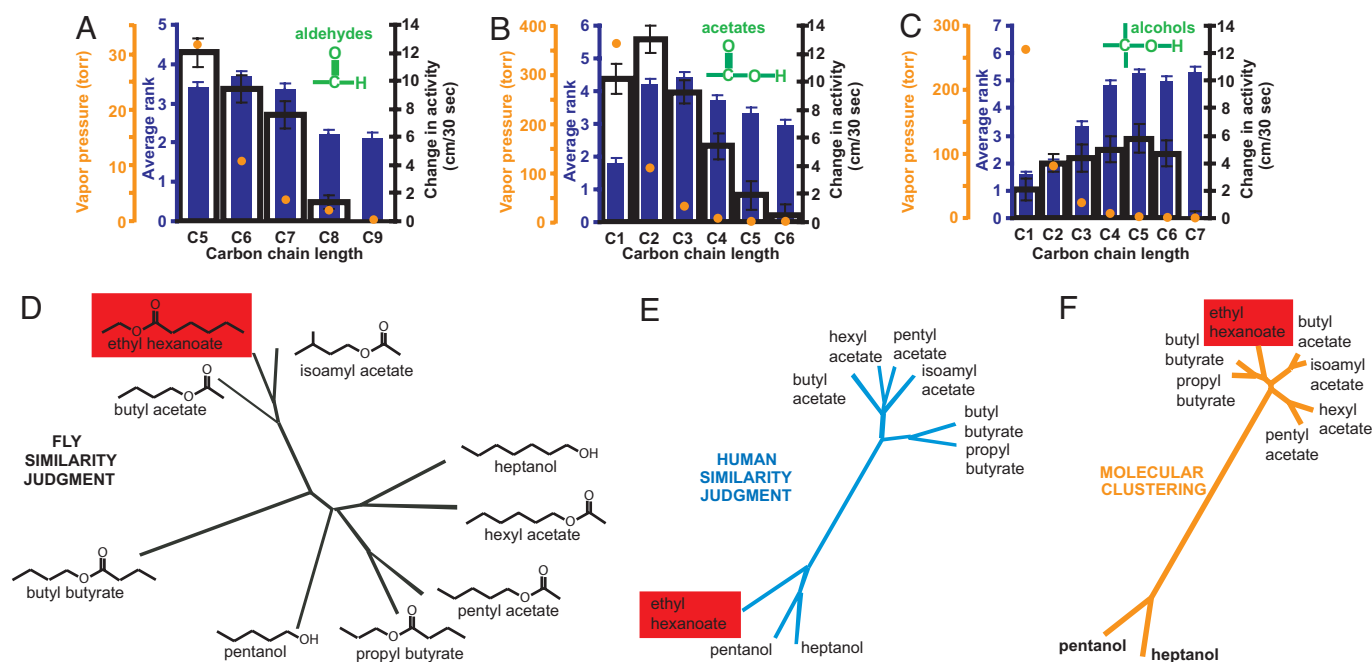 A
Vapor pressure (torr)
30
20
10
0
Average rank
5
4
3
2
1
0
aldehydes
O
C H
14
12
10
8
6
4
2
0
Change in activity
(cm/30 sec)
C5 C6 C7 C8 C9
Carbon chain length
B
Vapor pressure (torr)
400
300
200
100
0
Average rank
6
5
4
3
2
1
0
acetates
O
C O H
14
12
10
8
6
4
2
0
Change in activity
(cm/30 sec)
C1 C2 C3 C4 C5 C6
Carbon chain length
C
Vapor pressure (torr)
300
200
100
0
Average rank
7
6
5
4
3
2
1
0
alcohols
C O H
14
12
10
8
6
4
2
0
Change in activity
(cm/30 sec)
C1 C2 C3 C4 C5 C6 C7
Carbon chain length
D
O
O
ethyl hexanoate
O
O
isoamyl acetate
O
O
butyl acetate
FLY
SIMILARITY
JUDGMENT
OH
heptanol
O
O
hexyl acetate
O
O
butyl butyrate
O
O
pentyl acetate
OH
pentanol
O
O
propyl butyrate
E
hexyl
acetate
pentyl
acetate
butyl
acetate
isoamyl
acetate
butyl
butyrate
propyl
butyrate
HUMAN
SIMILARITY
JUDGMENT
ethyl
hexanoate
pentanol
heptanol
F
ethyl
hexanoate
butyl
acetate
butyl
butyrate
isoamyl
acetate
propyl
butyrate
hexyl
acetate
pentyl
acetate
MOLECULAR
CLUSTERING
pentanol
heptanol